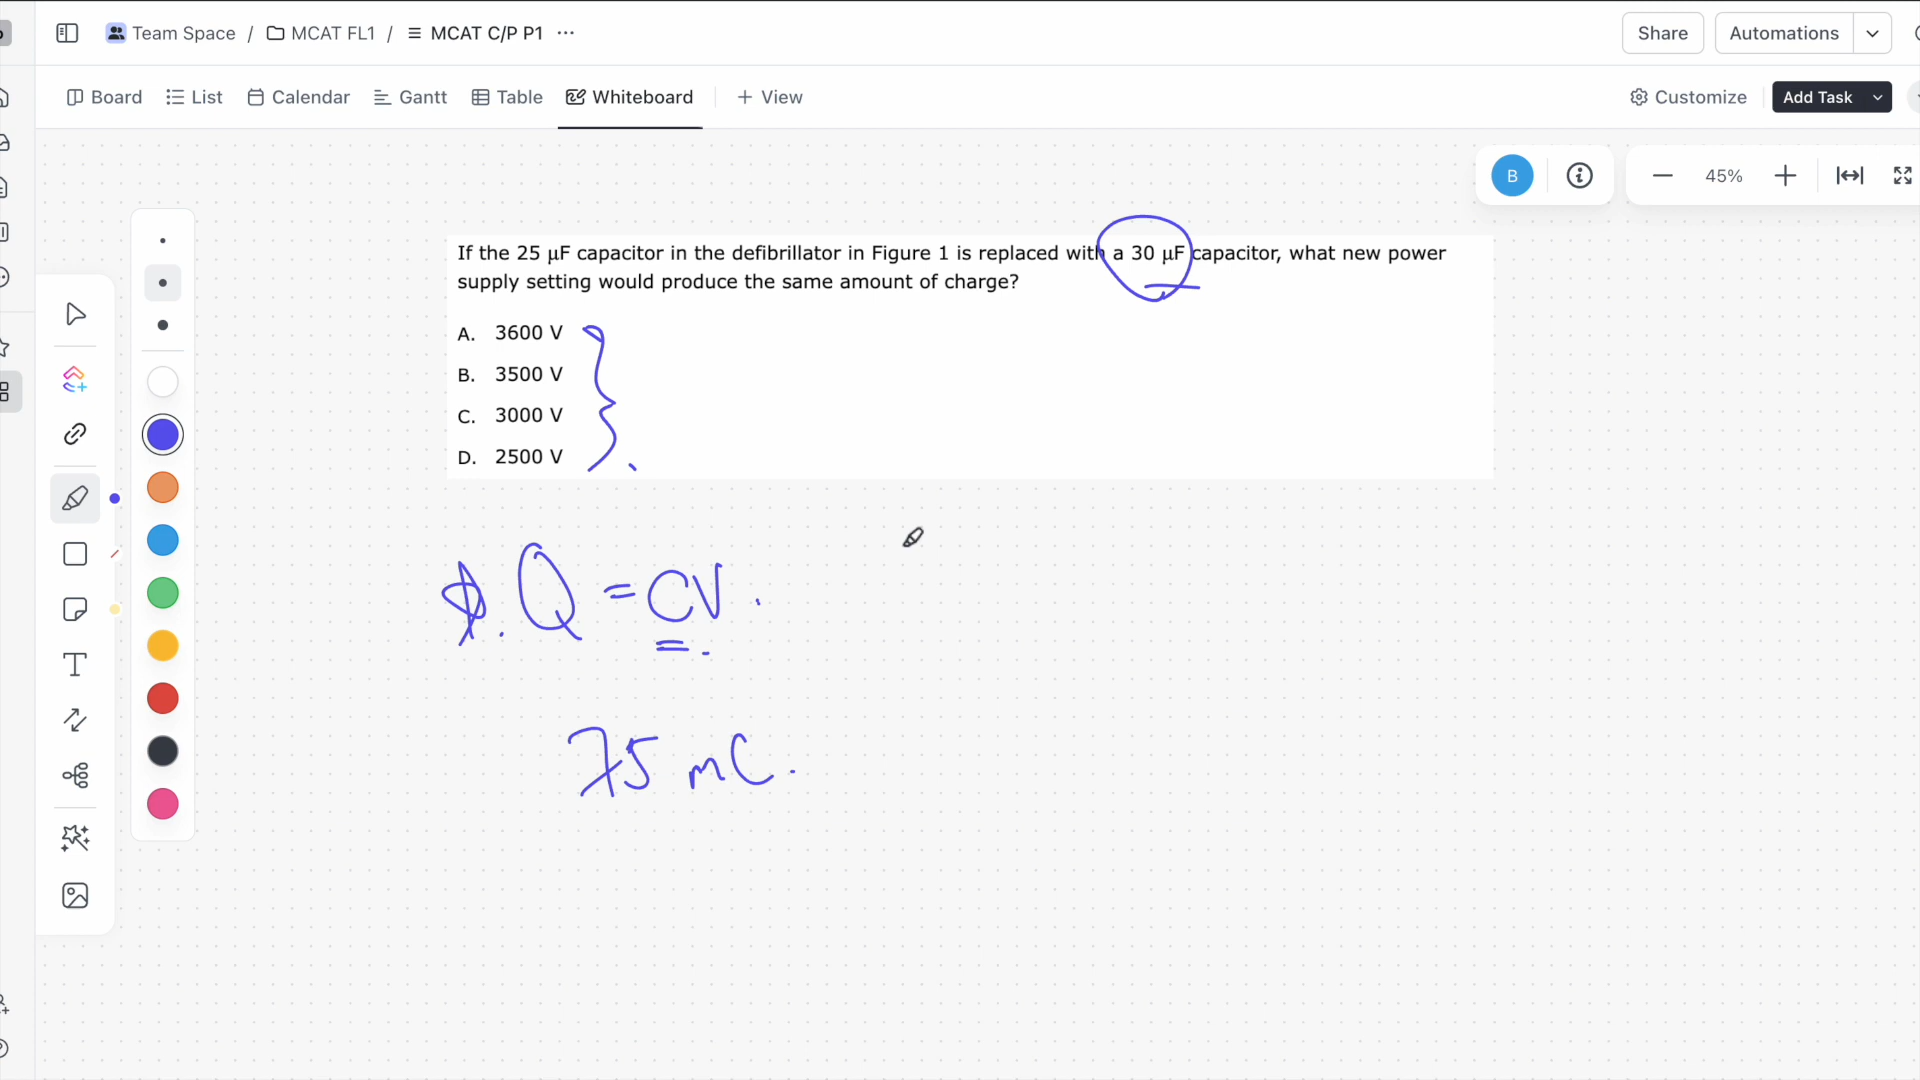 Team Space / MCAT FL1 / MCAT C/P P1 ...
Share
Automations
Board
List
Calendar
Gantt
Table
Whiteboard
+ View
Customize
Add Task
B
45%
If the 25 μF capacitor in the defibrillator in Figure 1 is replaced with a 30 μF capacitor, what new power
supply setting would produce the same amount of charge?
A. 3600 V
B. 3500 V
C. 3000 V
D. 2500 V
Q = CV.
75 mC.